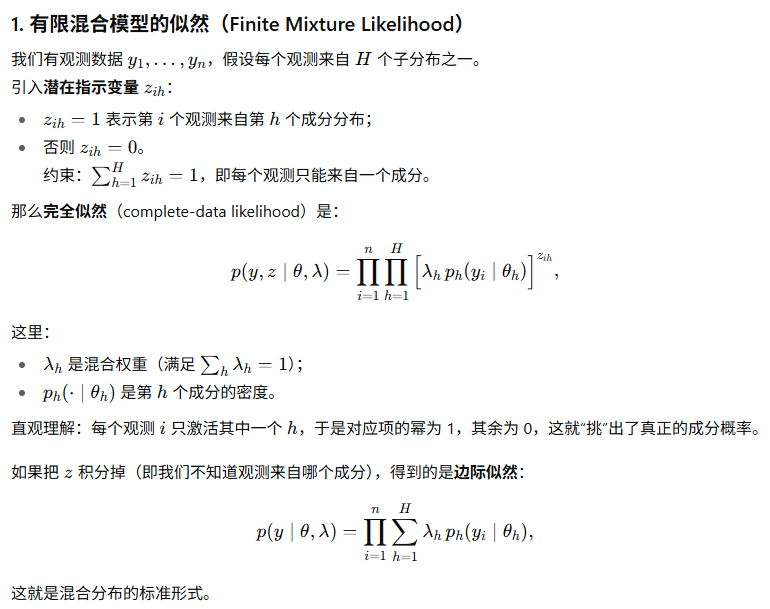 1. 有限混合模型的似然（Finite Mixture Likelihood）
我们有观测数据 $y_1, \ldots, y_n$，假设每个观测来自 $H$ 个子分布之一。
引入潜在指示变量 $z_{ih}$：
• $z_{ih} = 1$ 表示第 $i$ 个观测来自第 $h$ 个成分分布；
• 否则 $z_{ih} = 0$。
约束：$\sum_{h=1}^{H} z_{ih} = 1$，即每个观测只能来自一个成分。
那么完全似然（complete-data likelihood）是：
$p(y, z \mid \theta, \lambda) = \prod_{i=1}^{n} \prod_{h=1}^{H} \left[ \lambda_h \, p_h(y_i \mid \theta_h) \right]^{z_{ih}},$
这里：
• $\lambda_h$ 是混合权重（满足 $\sum_h \lambda_h = 1$）；
• $p_h(\cdot \mid \theta_h)$ 是第 $h$ 个成分的密度。
直观理解：每个观测 $i$ 只激活其中一个 $h$，于是对应项的幂为 1，其余为 0，这就“挑”出了真正的成分概率。
如果把 $z$ 积分掉（即我们不知道观测来自哪个成分），得到的是边际似然：
$p(y \mid \theta, \lambda) = \prod_{i=1}^{n} \sum_{h=1}^{H} \lambda_h \, p_h(y_i \mid \theta_h),$
这就是混合分布的标准形式。